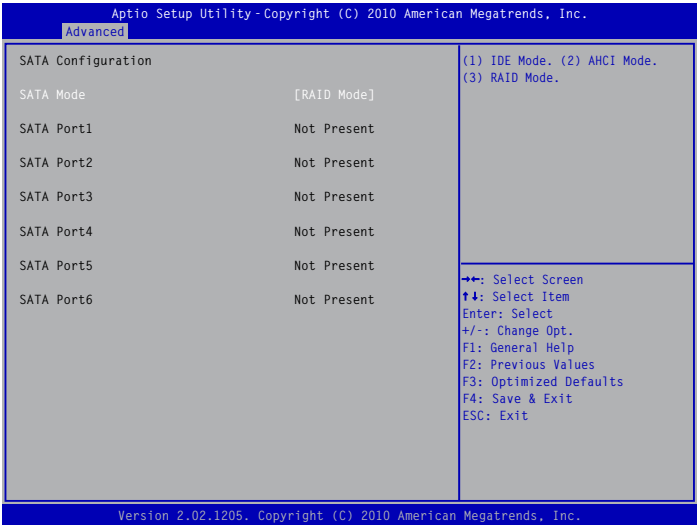 Aptio Setup Utility - Copyright (C) 2010 American Megatrends, Inc.
Advanced
SATA Configuration
SATA Mode [RAID Mode]
SATA Port1 Not Present
SATA Port2 Not Present
SATA Port3 Not Present
SATA Port4 Not Present
SATA Port5 Not Present
SATA Port6 Not Present
(1) IDE Mode. (2) AHCI Mode.
(3) RAID Mode.
→←: Select Screen
↑↓: Select Item
Enter: Select
+/-: Change Opt.
F1: General Help
F2: Previous Values
F3: Optimized Defaults
F4: Save & Exit
ESC: Exit
Version 2.02.1205. Copyright (C) 2010 American Megatrends, Inc.